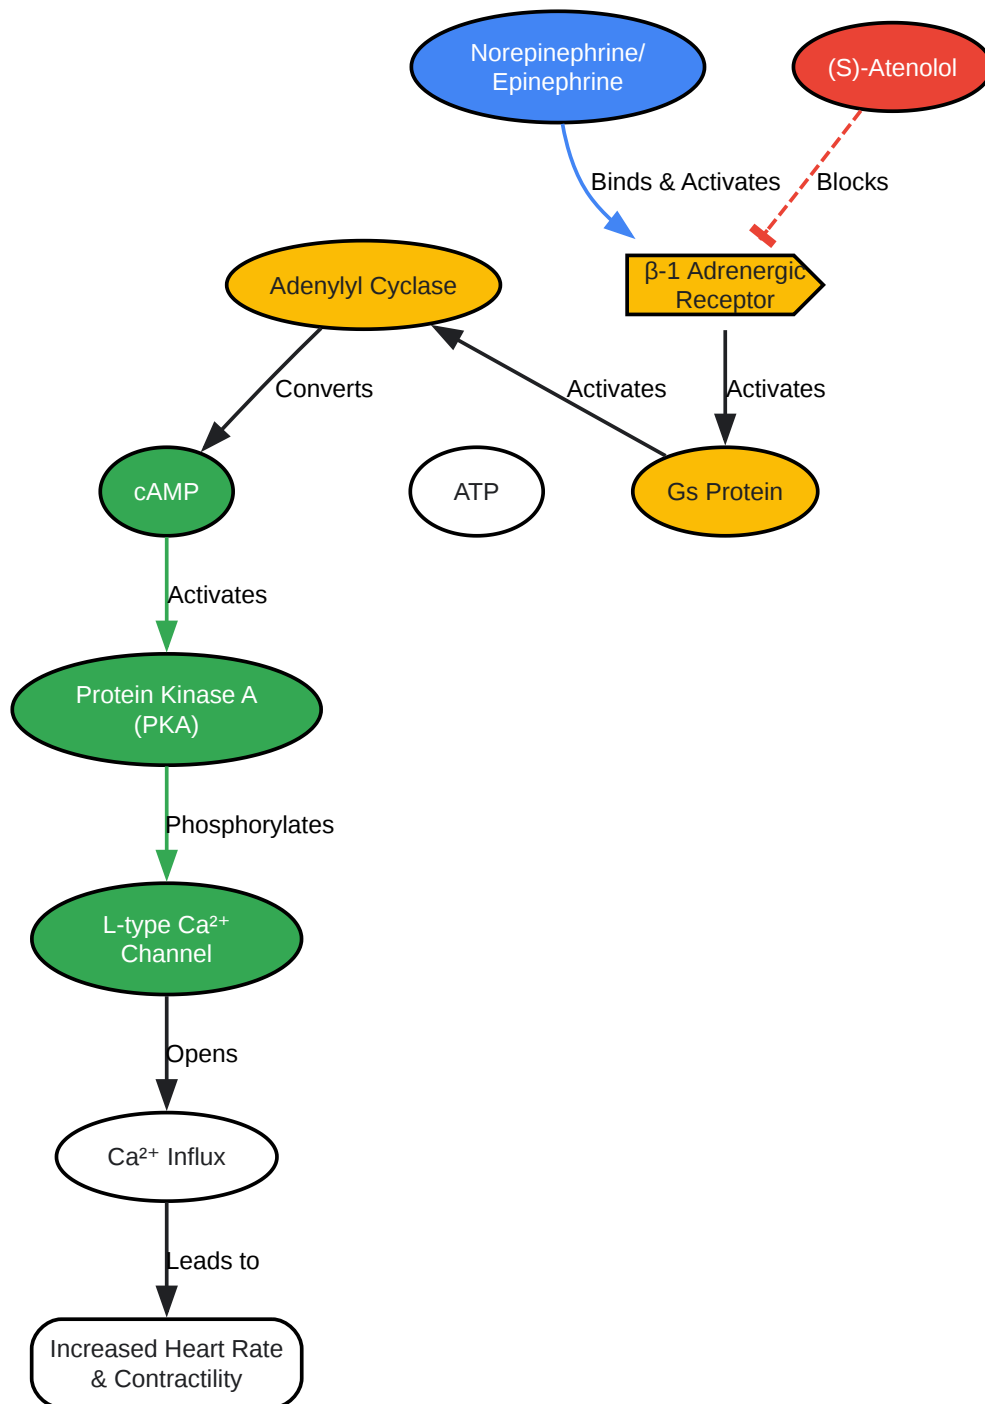 Norepinephrine/
Epinephrine
(S)-Atenolol
Binds & Activates
Blocks
β-1 Adrenergic
Receptor
Adenylyl Cyclase
Converts
Activates
Activates
cAMP
ATP
Gs Protein
Activates
Protein Kinase A
(PKA)
Phosphorylates
L-type Ca²⁺
Channel
Opens
Ca²⁺ Influx
Leads to
Increased Heart Rate
& Contractility